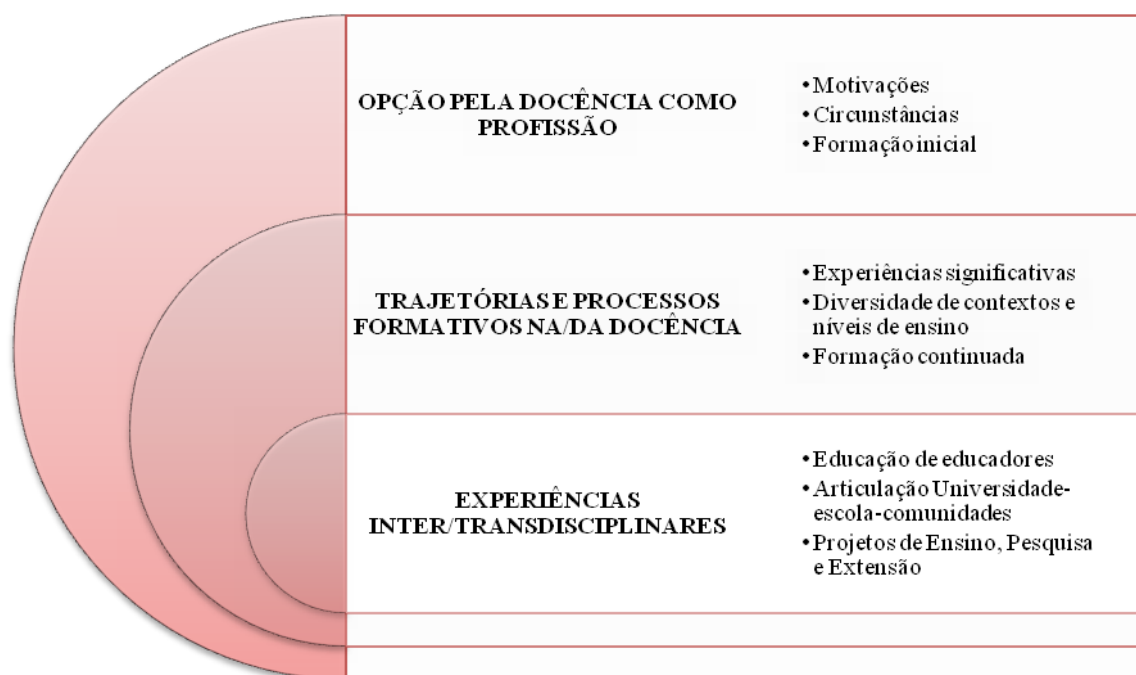 OPÇÃO PELA DOCÊNCIA COMO
PROFISSÃO
•Motivações
•Circunstâncias
•Formação inicial
TRAJETÓRIAS E PROCESSOS
FORMATIVOS NA/DA DOCÊNCIA
•Experiências significativas
•Diversidade de contextos e
níveis de ensino
•Formação continuada
EXPERIÊNCIAS
INTER/TRANSDISCIPLINARES
•Educação de educadores
•Articulação Universidade-
escola-comunidades
•Projetos de Ensino, Pesquisa
e Extensão